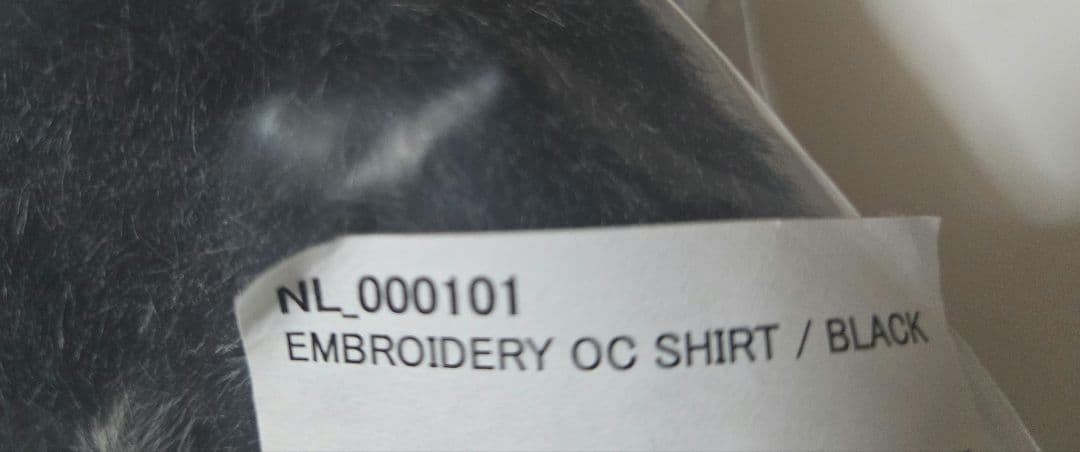 NL_000101
EMBROIDERY OC SHIRT / BLACK